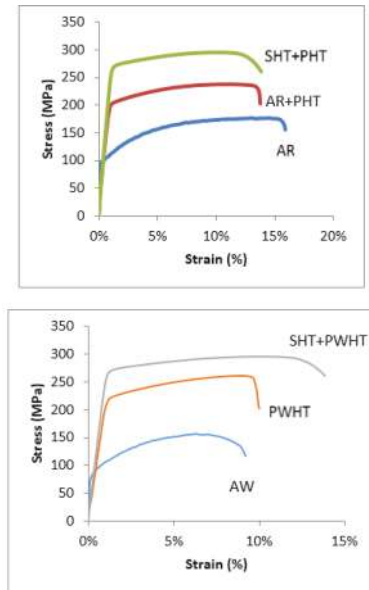 350
300
250
200
150
100
50
0
Stress (MPa)
SHT+PHT
AR+PHT
AR
0%
5%
10%
15%
20%
Strain (%)
350
300
250
200
150
100
50
0
Stress (MPa)
SHT+PWHT
PWHT
AW
0%
5%
10%
15%
Strain (%)